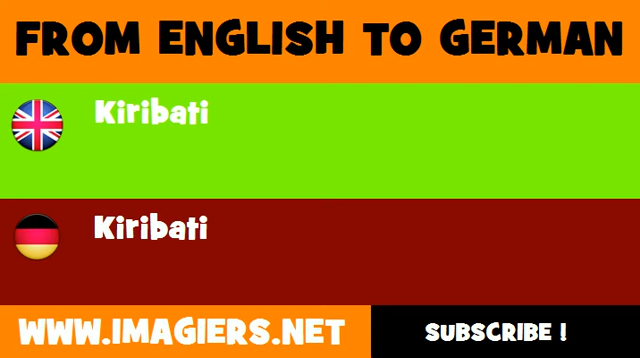 FROM ENGLISH TO GERMAN
Kiribati
Kiribati
WWW.IMAGIERS.NET
SUBSCRIBE !